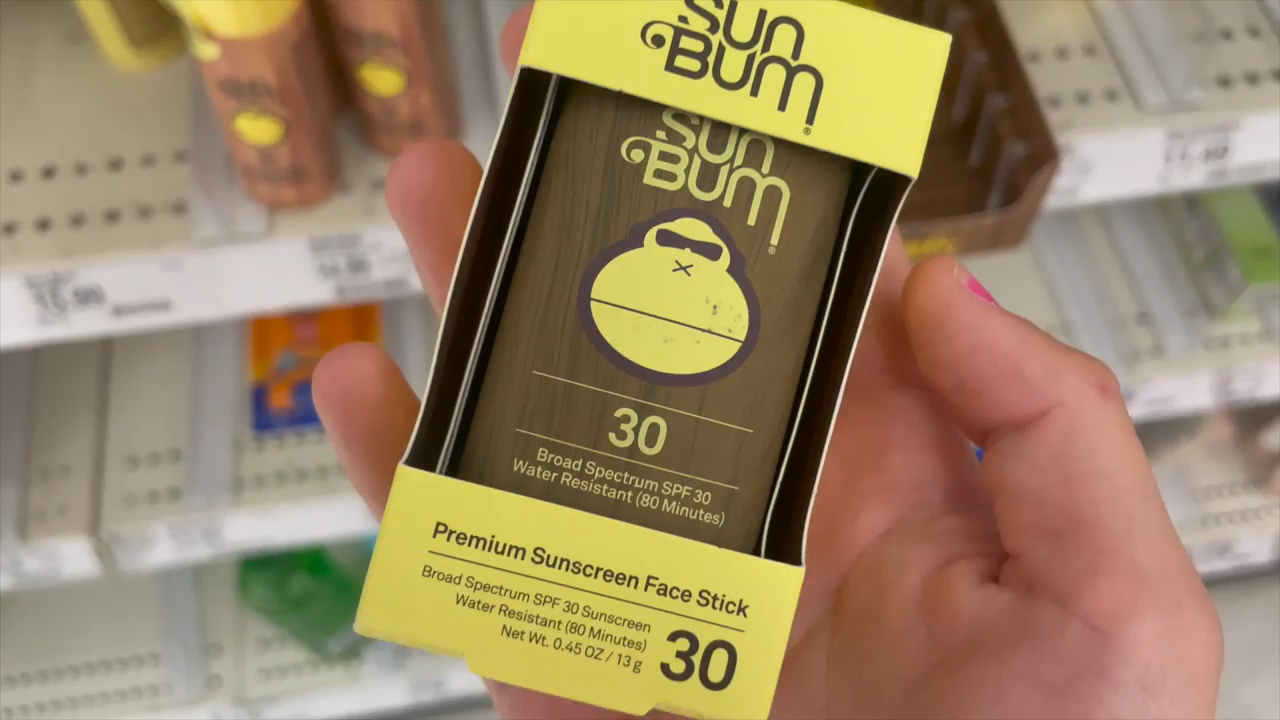 Sun
BUM®
Sun
BUM®
30
Broad Spectrum SPF 30
Water Resistant (80 Minutes)
Premium Sunscreen Face Stick
Broad Spectrum SPF 30 Sunscreen
Water Resistant (80 Minutes)
Net Wt. 0.45 OZ / 13 g
30